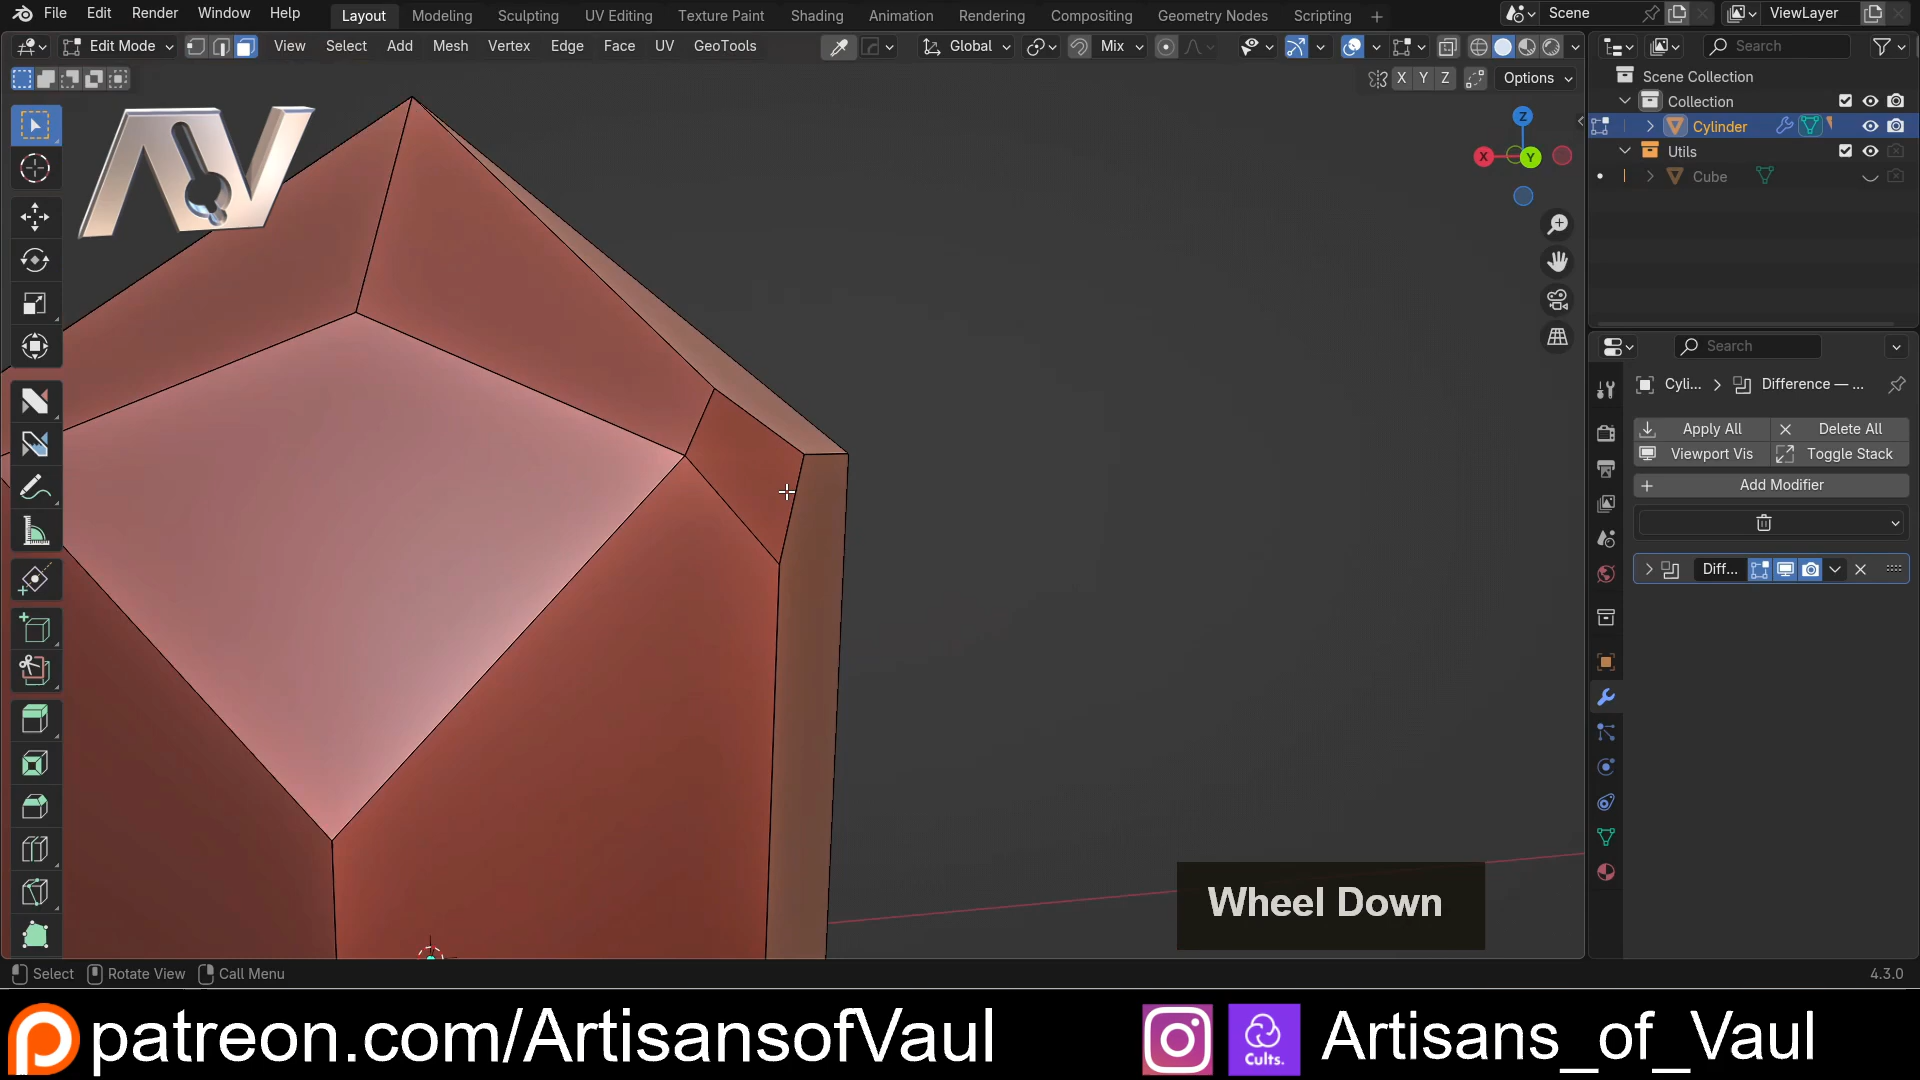 File Edit Render Window Help Layout Modeling Sculpting UV Editing Texture Paint Shading Animation Rendering Compositing Geometry Nodes Scripting + Scene ViewLayer
Edit Mode View Select Add Mesh Vertex Edge Face UV GeoTools Global Mix Search
X Y Z Options
Scene Collection
Collection
Cylinder
Utils
Cube
Z
X
Y
Search
Cyli... Difference — ...
Apply All Delete All
Viewport Vis Toggle Stack
Add Modifier
Diff...
Wheel Down
Select Rotate View Call Menu 4.3.0
patreon.com/ArtisansofVaul Cults. Artisans_of_Vaul